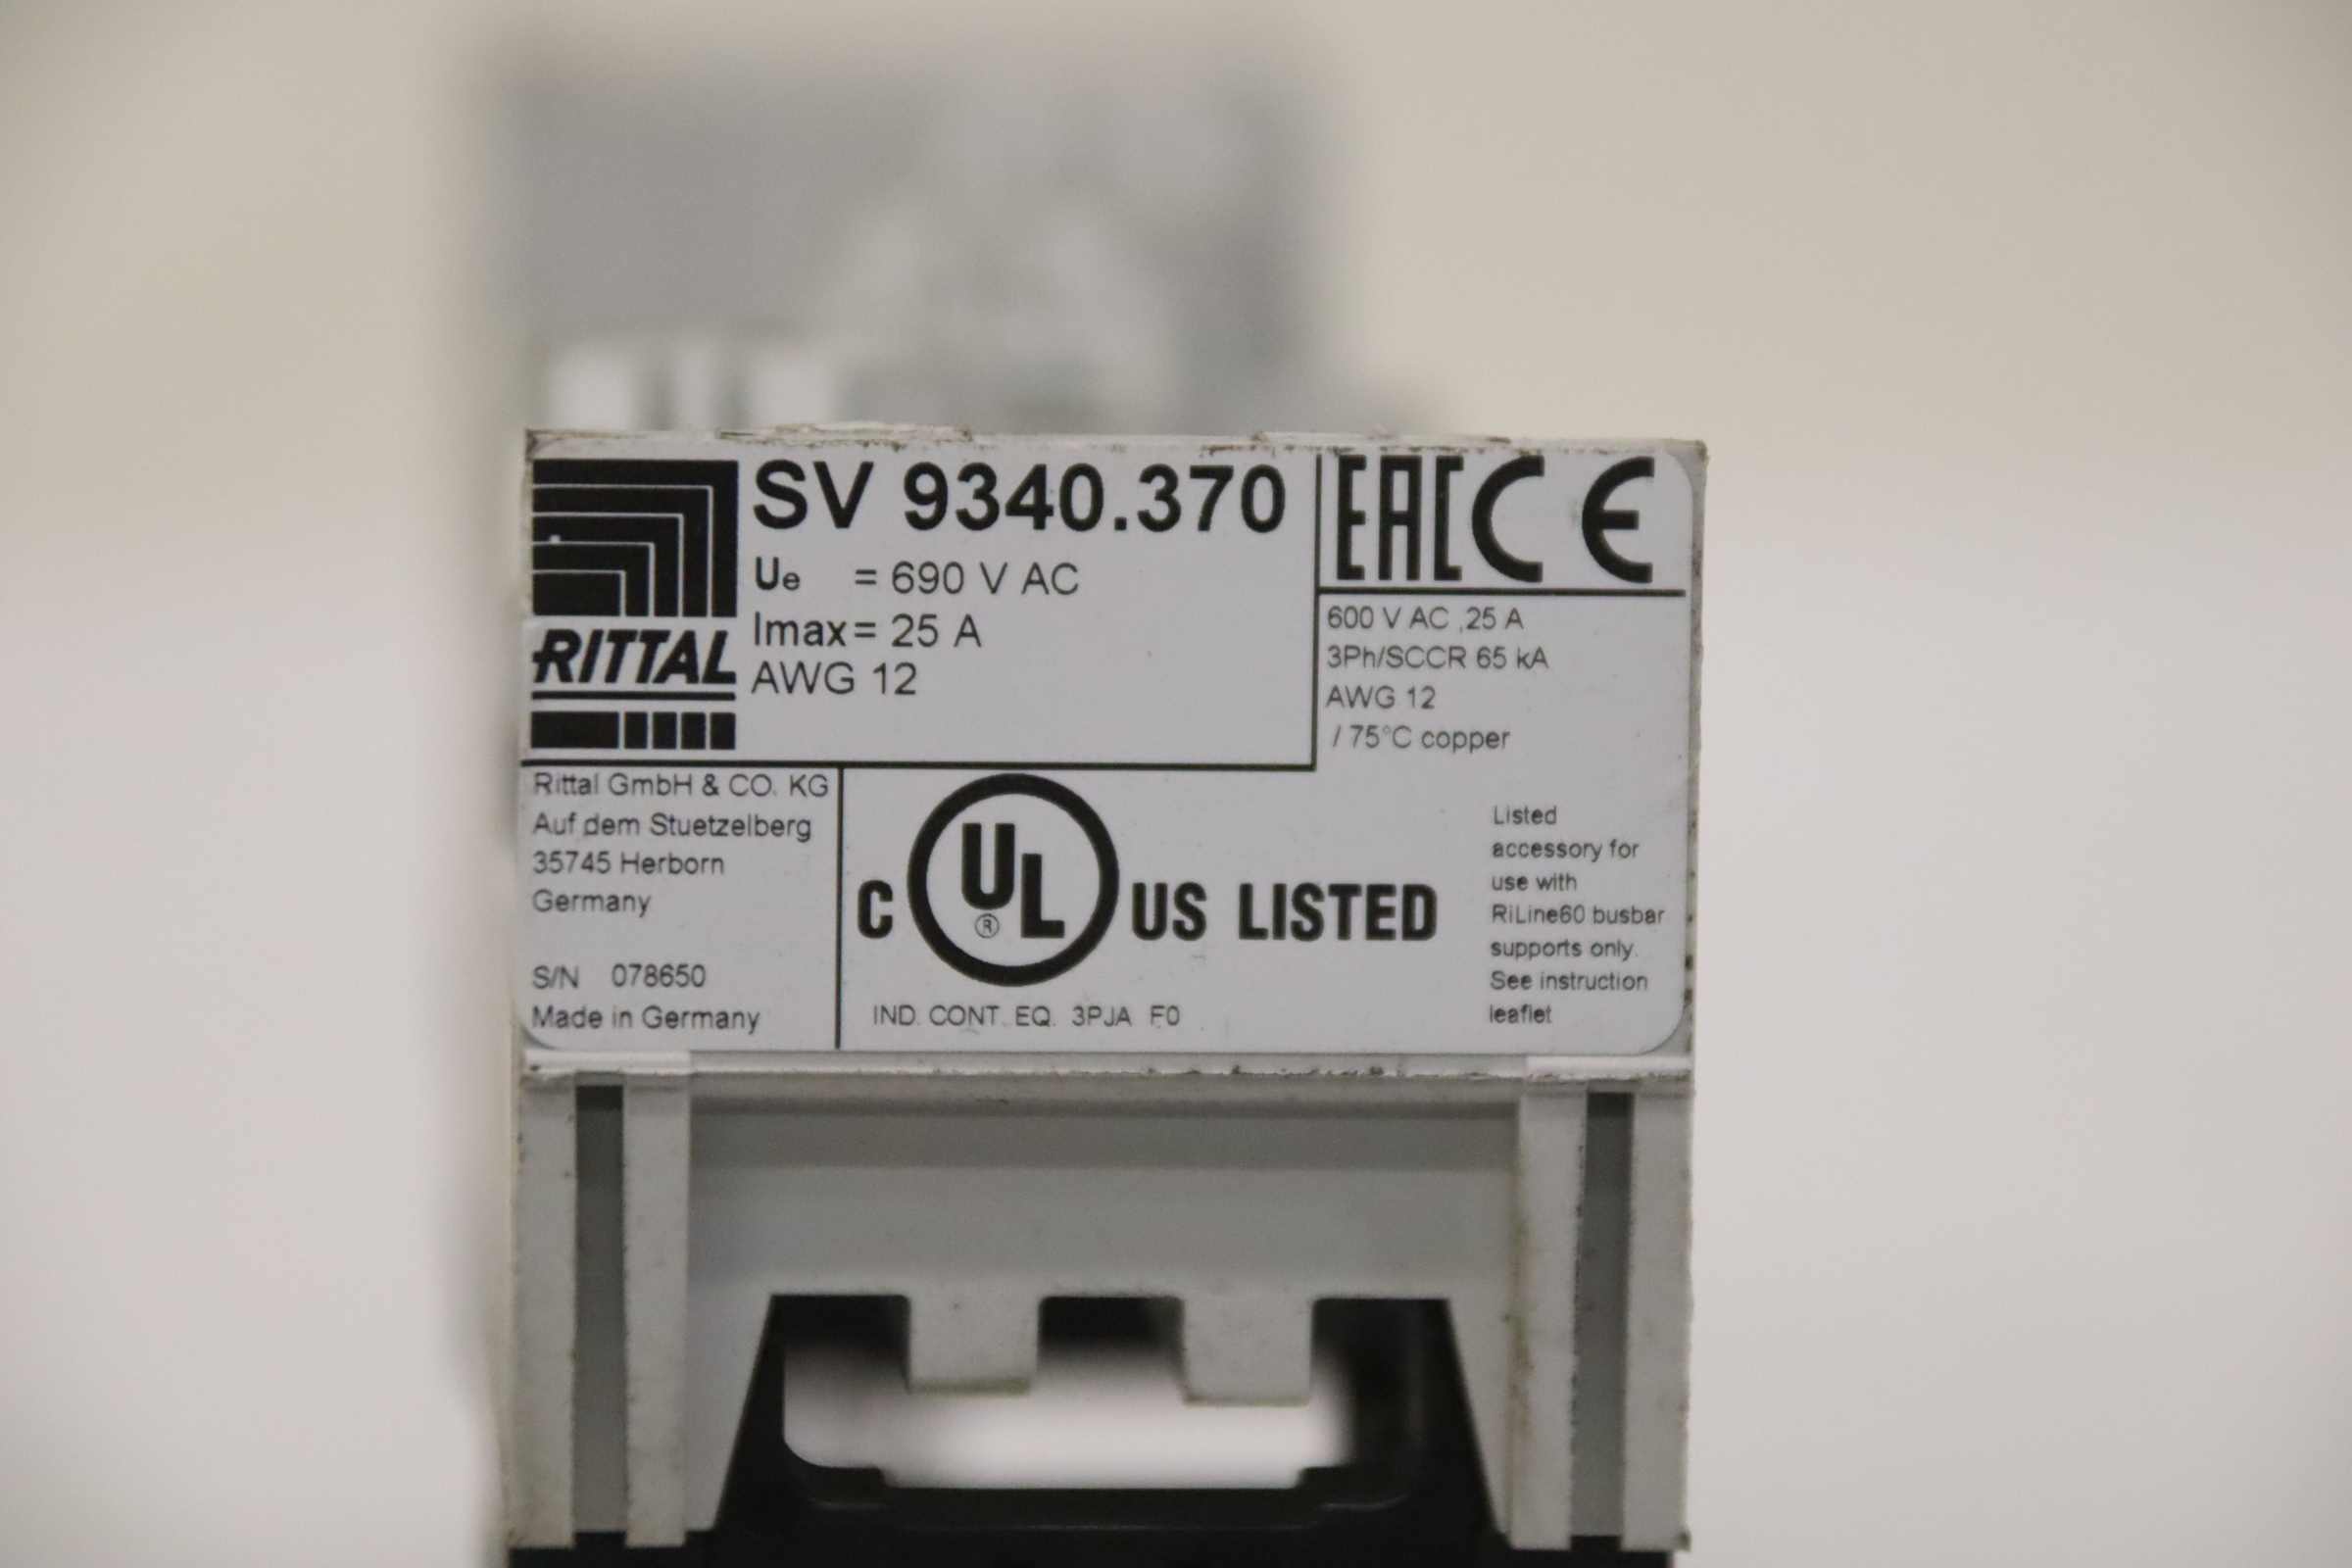 SV 9340.370
Ue = 690 V AC
Imax= 25 A
AWG 12
RITTAL
EAC CE
600 V AC ,25 A
3Ph/SCCR 65 kA
AWG 12
/ 75°C copper
Rittal GmbH & CO. KG
Auf dem Stuetzelberg
35745 Herborn
Germany
S/N 078650
Made in Germany
C UL ® US LISTED
IND. CONT. EQ. 3PJA F0
Listed
accessory for
use with
RiLine60 busbar
supports only.
See instruction
leaflet